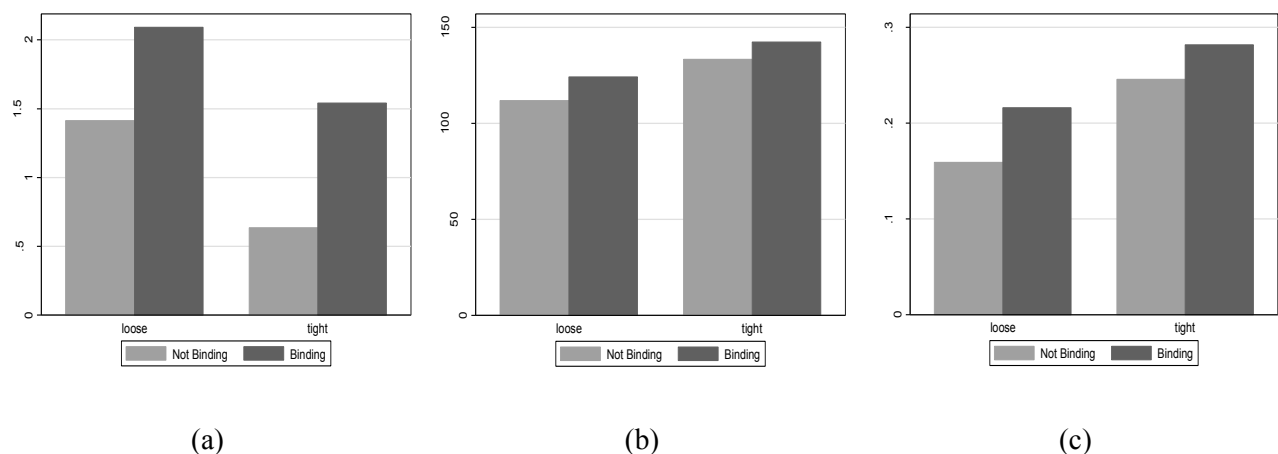 2
1.5
1
.5
0
loose
tight
Not Binding
Binding
(a)
150
100
50
0
loose
tight
Not Binding
Binding
(b)
.3
.2
.1
0
loose
tight
Not Binding
Binding
(c)